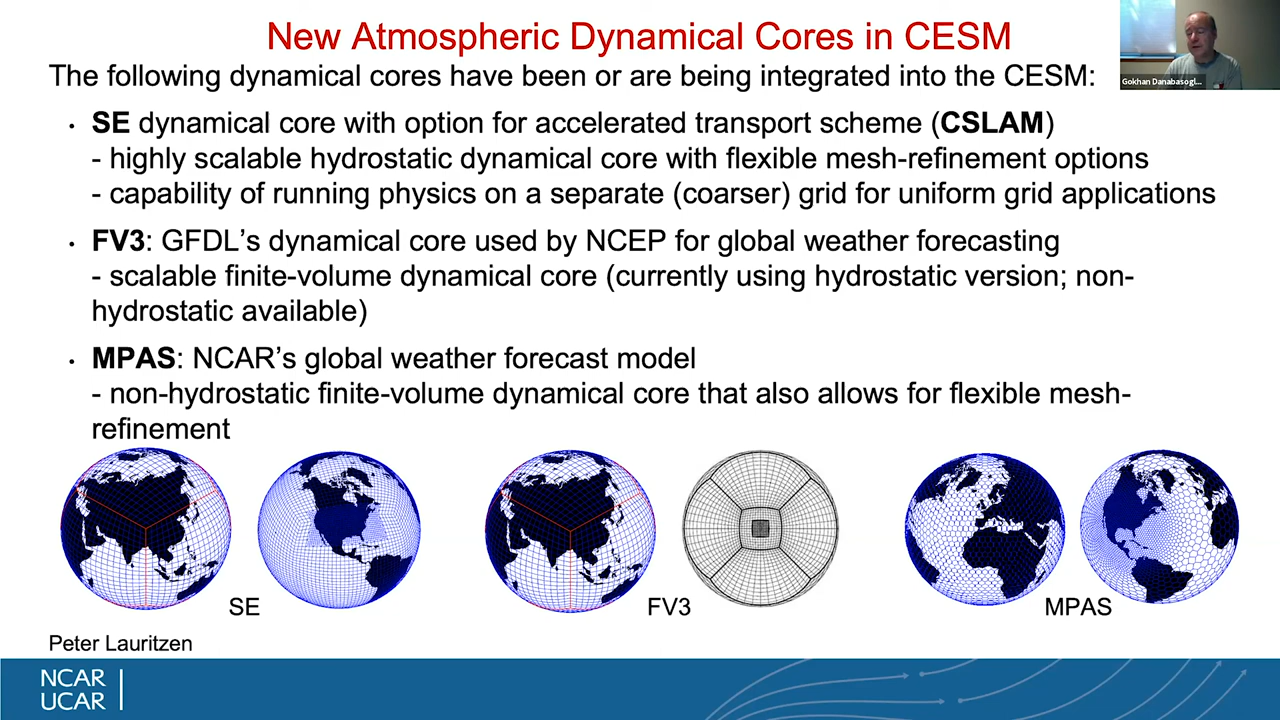 New Atmospheric Dynamical Cores in CESM
The following dynamical cores have been or are being integrated into the CESM:
Gokhan Danabasogl...
• SE dynamical core with option for accelerated transport scheme (CSLAM)
- highly scalable hydrostatic dynamical core with flexible mesh-refinement options
- capability of running physics on a separate (coarser) grid for uniform grid applications
• FV3: GFDL’s dynamical core used by NCEP for global weather forecasting
- scalable finite-volume dynamical core (currently using hydrostatic version; non-
hydrostatic available)
• MPAS: NCAR’s global weather forecast model
- non-hydrostatic finite-volume dynamical core that also allows for flexible mesh-
refinement
SE
FV3
MPAS
Peter Lauritzen
NCAR
UCAR